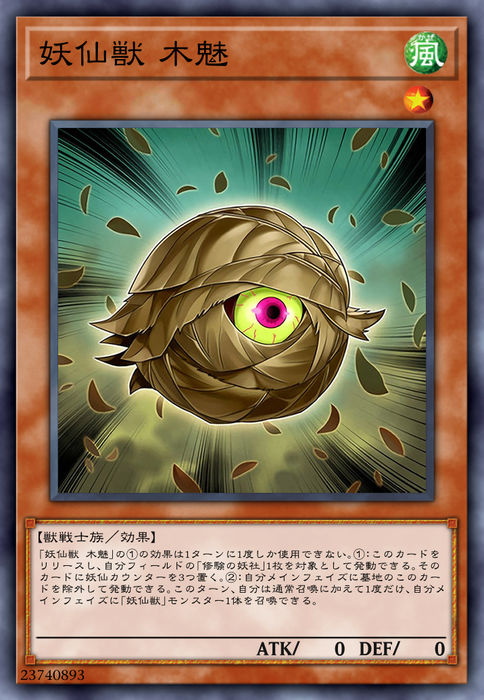 妖仙獣 木魅
かぜ
風
【獣戦士族／効果】
「妖仙獣 木魅」の①の効果は1ターンに1度しか使用できない。①：このカードを
リリースし、自分フィールドの「修験の妖社」1枚を対象として発動できる。その
カードに妖仙カウンターを3つ置く。②：自分メインフェイズに墓地のこのカー
ドを除外して発動できる。このターン、自分は通常召喚に加えて1度だけ、自分メ
インフェイズに「妖仙獣」モンスター1体を召喚できる。
ATK/ 0 DEF/ 0
23740893